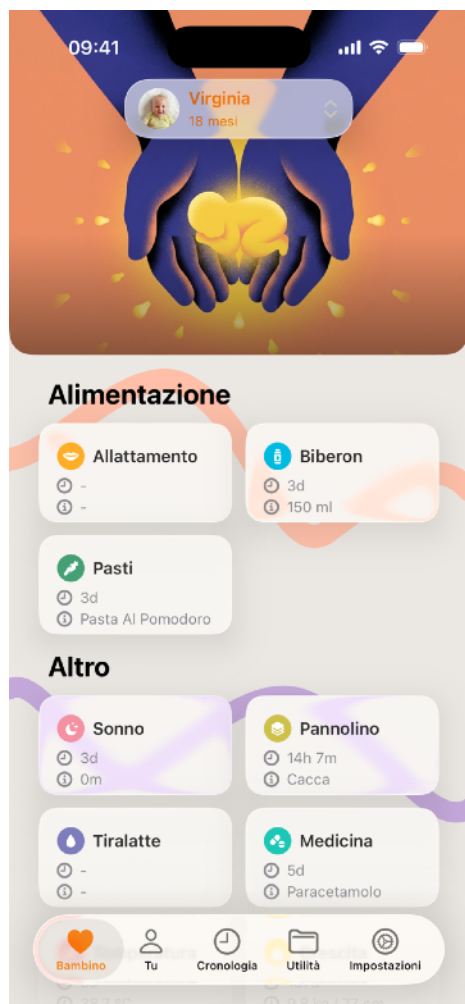 09:41
Virginia
18 mesi
Alimentazione
Allattamento
-
-
Biberon
3d
150 ml
Pasti
3d
Pasta Al Pomodoro
Altro
Sonno
3d
0m
Pannolino
14h 7m
Cacca
Tiralatte
-
-
Medicina
5d
Paracetamolo
Bambino
Tu
Cronologia
Utilità
Impostazioni